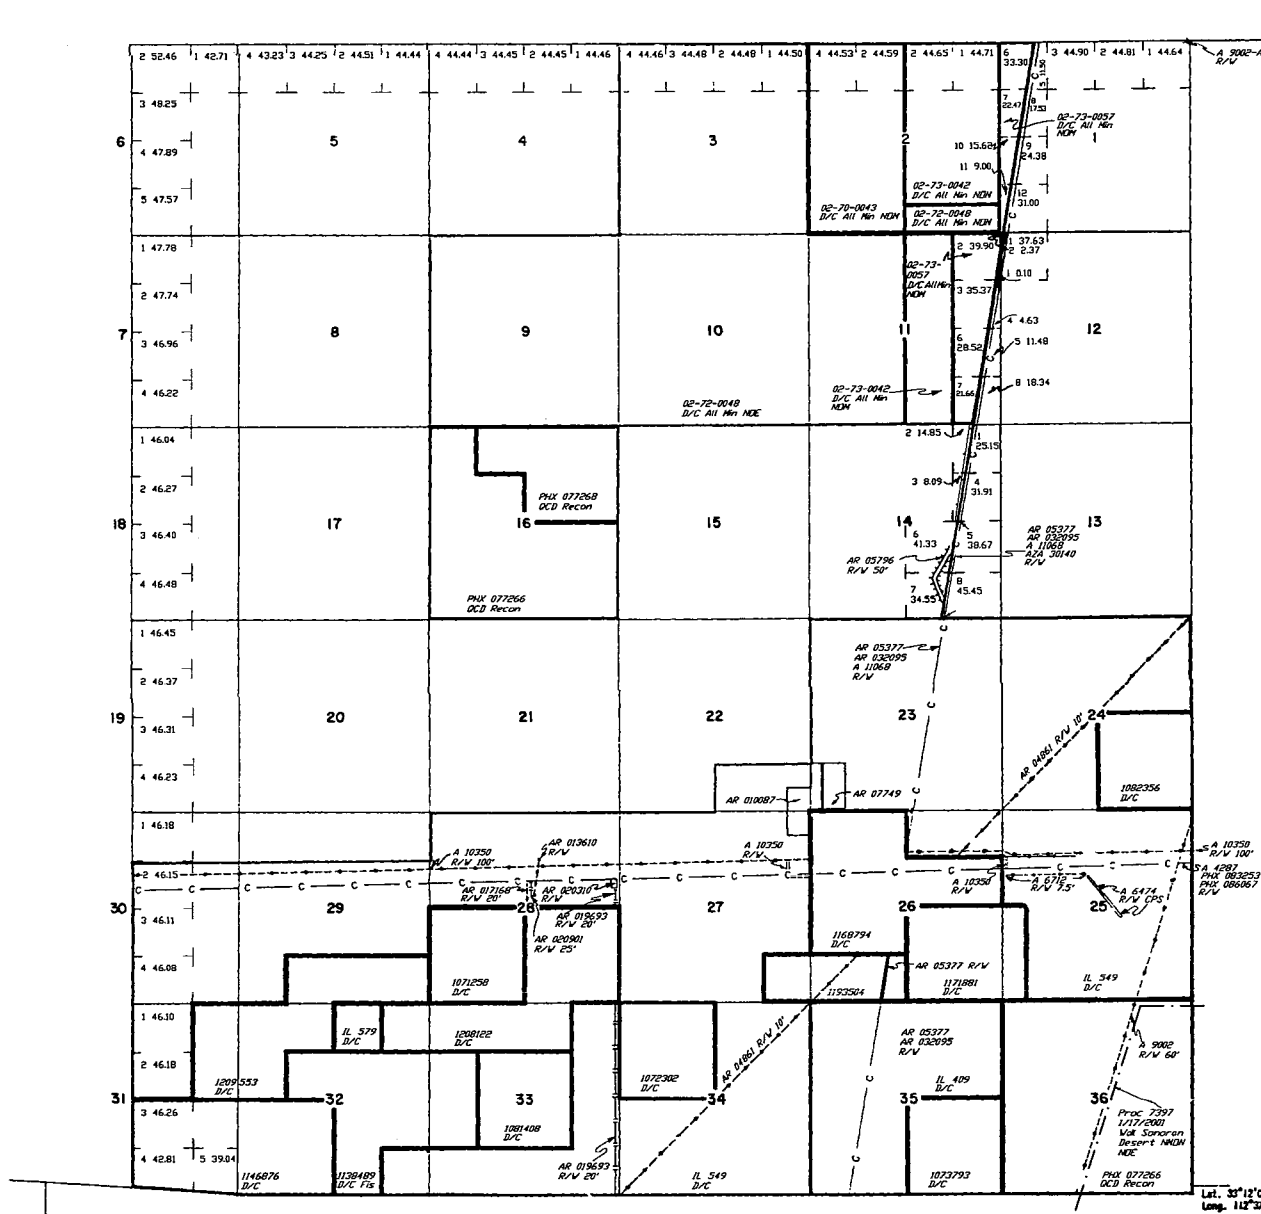 2 52.46 1 42.71 4 43.23 3 44.25 2 44.51 1 44.44 4 44.44 3 44.45 2 44.45 1 44.46 4 44.46 3 44.48 2 44.48 1 44.50 4 44.53 2 44.59 2 44.65 1 44.71 6 3 44.90 2 44.81 1 44.64
33.30
5 11.50
A 9002-A
R/W
3 48.25
7
22.47
8
17.53
02-73-0057
D/C All Min
NOM
6 5 4 3 2 1
4 47.89
10 15.62
9
24.38
11 9.00
12
31.00
5 47.57
02-73-0042
D/C All Min NOM
02-70-0043
D/C All Min NOM
02-72-0048
D/C All Min NOM
1 47.78
2 39.90
1 37.63
2 2.37
02-73-
0057
D/C All Min
NOM
1 0.10
2 47.74
3 35.37
4 4.63
7 8 9 10 11 12
3 46.96
6
28.52
5 11.48
4 46.22
02-73-0042
D/C All Min
NOM
7
21.66
8 18.34
02-72-0048
D/C All Min NOE
1 46.04
2 14.85
1
25.15
2 46.27
3 8.09
4
31.91
PHX 077268
OCD Recon
18 17 16 15 14 13
3 46.40
6
41.33
5
38.67
AR 05377
AR 032095
A 11068
AZA 30140
R/W
AR 05796
R/W 50'
4 46.48
7
34.55
8
45.45
PHX 077266
OCD Recon
1 46.45
AR 05377
AR 032095
A 11068
R/W
2 46.37
19 20 21 22 23 24
3 46.31
AR 04861 R/W 10'
4 46.23
AR 010087
AR 07749
1082356
D/C
1 46.18
A 10350
R/W 100'
AR 013610
R/W
A 10350
R/W
A 10350
R/W 100'
2 46.15
C C C C C C C C C C C
AR 017168
R/W 20'
AR 020310
R/W
A 10350
R/W
R/W 7.5'
A 6474
R/W CPS
A 4287
PHX 083253
PHX 086067
R/W
30 29 28 27 26 25
3 46.11
AR 019693
R/W 20'
AR 020901
R/W 25'
1168794
D/C
4 46.08
AR 05377 R/W
1071258
D/C
1193504
1171881
D/C
IL 549
D/C
1 46.10
IL 579
D/C
1208122
D/C
AR 04861 R/W 10'
AR 05377
AR 032095
R/W
A 9002
R/W 60'
2 46.18
1209553
D/C
1072302
D/C
IL 409
D/C
31 32 33 34 35 36
3 46.26
1081408
D/C
Proc 7397
1/17/2001
Sonoran
Desert NMON
NOE
4 42.81 5 39.04
AR 019693
R/W 20'
1146876
D/C
1138489
D/C Fis
IL 549
D/C
1073793
D/C
PHX 077266
OCD Recon
Lat. 33°12'
Long. 112°